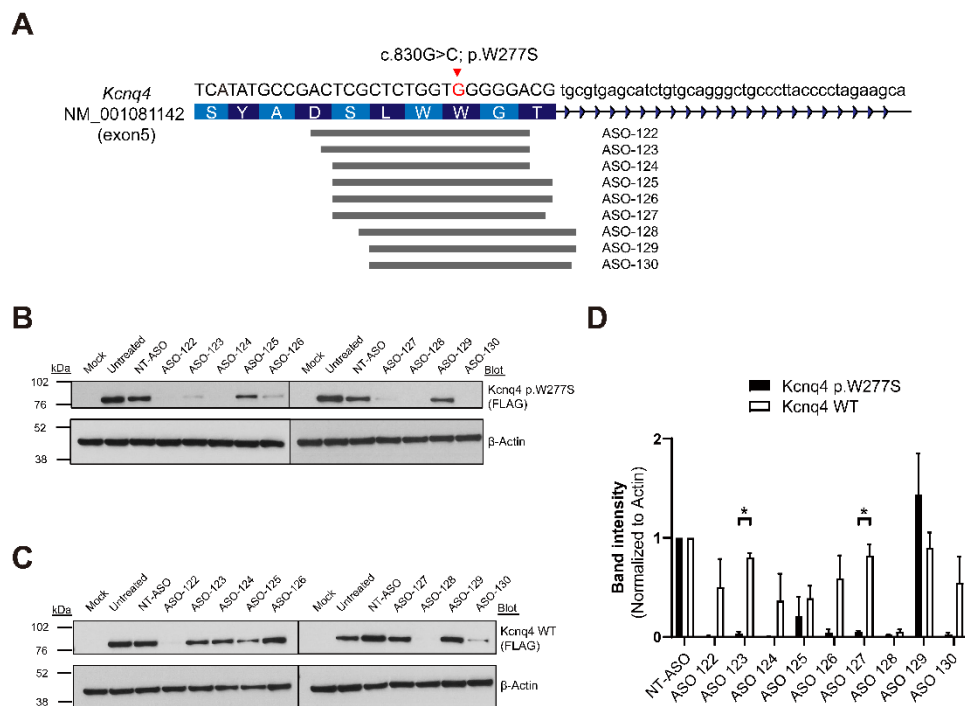 A
c.830G>C; p.W277S
Kcnq4
NM_001081142
(exon5)
TCATATGCCGACTCGCTCTGGTGGGGGACG tgcgtgagcatctgtgcagggctgcccttacccctagaagca
S Y A D S L W W G T
ASO-122
ASO-123
ASO-124
ASO-125
ASO-126
ASO-127
ASO-128
ASO-129
ASO-130
B
kDa Mock Untreated NT-ASO ASO-122 ASO-123 ASO-124 ASO-125 ASO-126 Mock Untreated NT-ASO ASO-127 ASO-128 ASO-129 ASO-130 Blot
102
76
Kcnq4 p.W277S
(FLAG)
52
38
β-Actin
C
kDa Mock Untreated NT-ASO ASO-122 ASO-123 ASO-124 ASO-125 ASO-126 Mock Untreated NT-ASO ASO-127 ASO-128 ASO-129 ASO-130 Blot
102
76
Kcnq4 WT
(FLAG)
52
38
β-Actin
D
Kcnq4 p.W277S
Kcnq4 WT
Band intensity
(Normalized to Actin)
2
1
0
* *
NT-ASO ASO 122 ASO 123 ASO 124 ASO 125 ASO 126 ASO 127 ASO 128 ASO 129 ASO 130